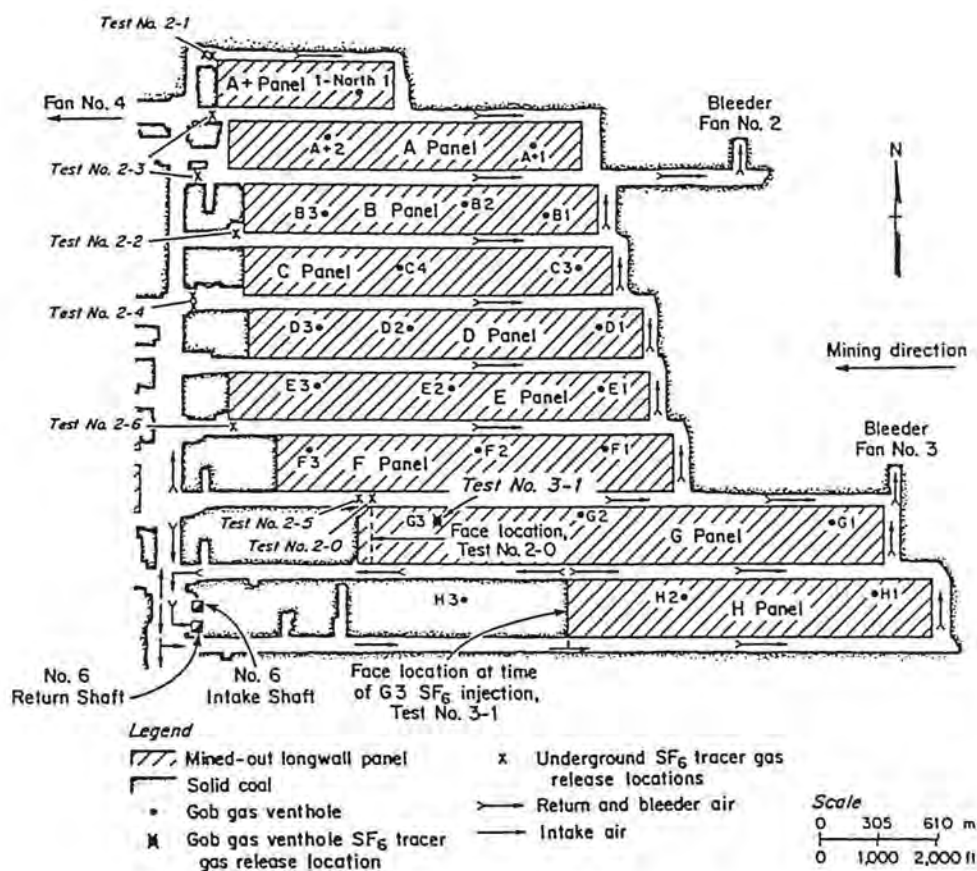 Test No. 2-1
A+ Panel
1-North 1
Fan No. 4
Bleeder
Fan No. 2
A+2
A Panel
A+1
Test No. 2-3
N
B3
B Panel
B2
B1
Test No. 2-2
C Panel
C4
C3
Test No. 2-4
D3
D2
D Panel
D1
Mining direction
E3
E2
E Panel
E1
Test No. 2-6
Bleeder
Fan No. 3
F3
F Panel
F2
F1
Test No. 3-1
Test No. 2-5
Test No. 2-0
G3
Face location,
Test No. 2-0
G2
G Panel
G1
H3
H2
H Panel
H1
No. 6
Return Shaft
No. 6
Intake Shaft
Face location at time
of G3 SF6 injection,
Test No. 3-1
Legend
Mined-out longwall panel
Solid coal
Gob gas venthole
Gob gas venthole SF6 tracer
gas release location
x Underground SF6 tracer gas
release locations
Return and bleeder air
Intake air
Scale
0 305 610 m
0 1,000 2,000 ft